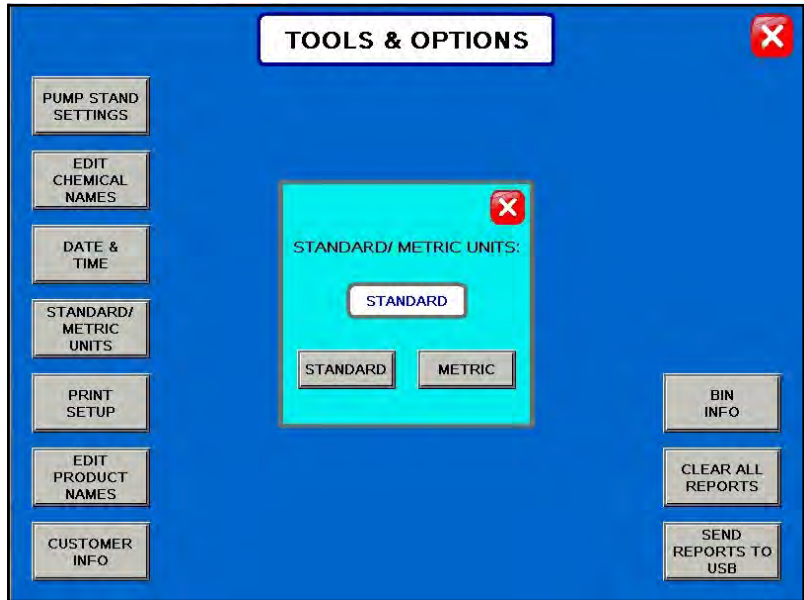 TOOLS & OPTIONS
PUMP STAND
SETTINGS
EDIT
CHEMICAL
NAMES
DATE &
TIME
STANDARD/
METRIC
UNITS
PRINT
SETUP
EDIT
PRODUCT
NAMES
CUSTOMER
INFO
STANDARD/ METRIC UNITS:
STANDARD
STANDARD
METRIC
BIN
INFO
CLEAR ALL
REPORTS
SEND
REPORTS TO
USB